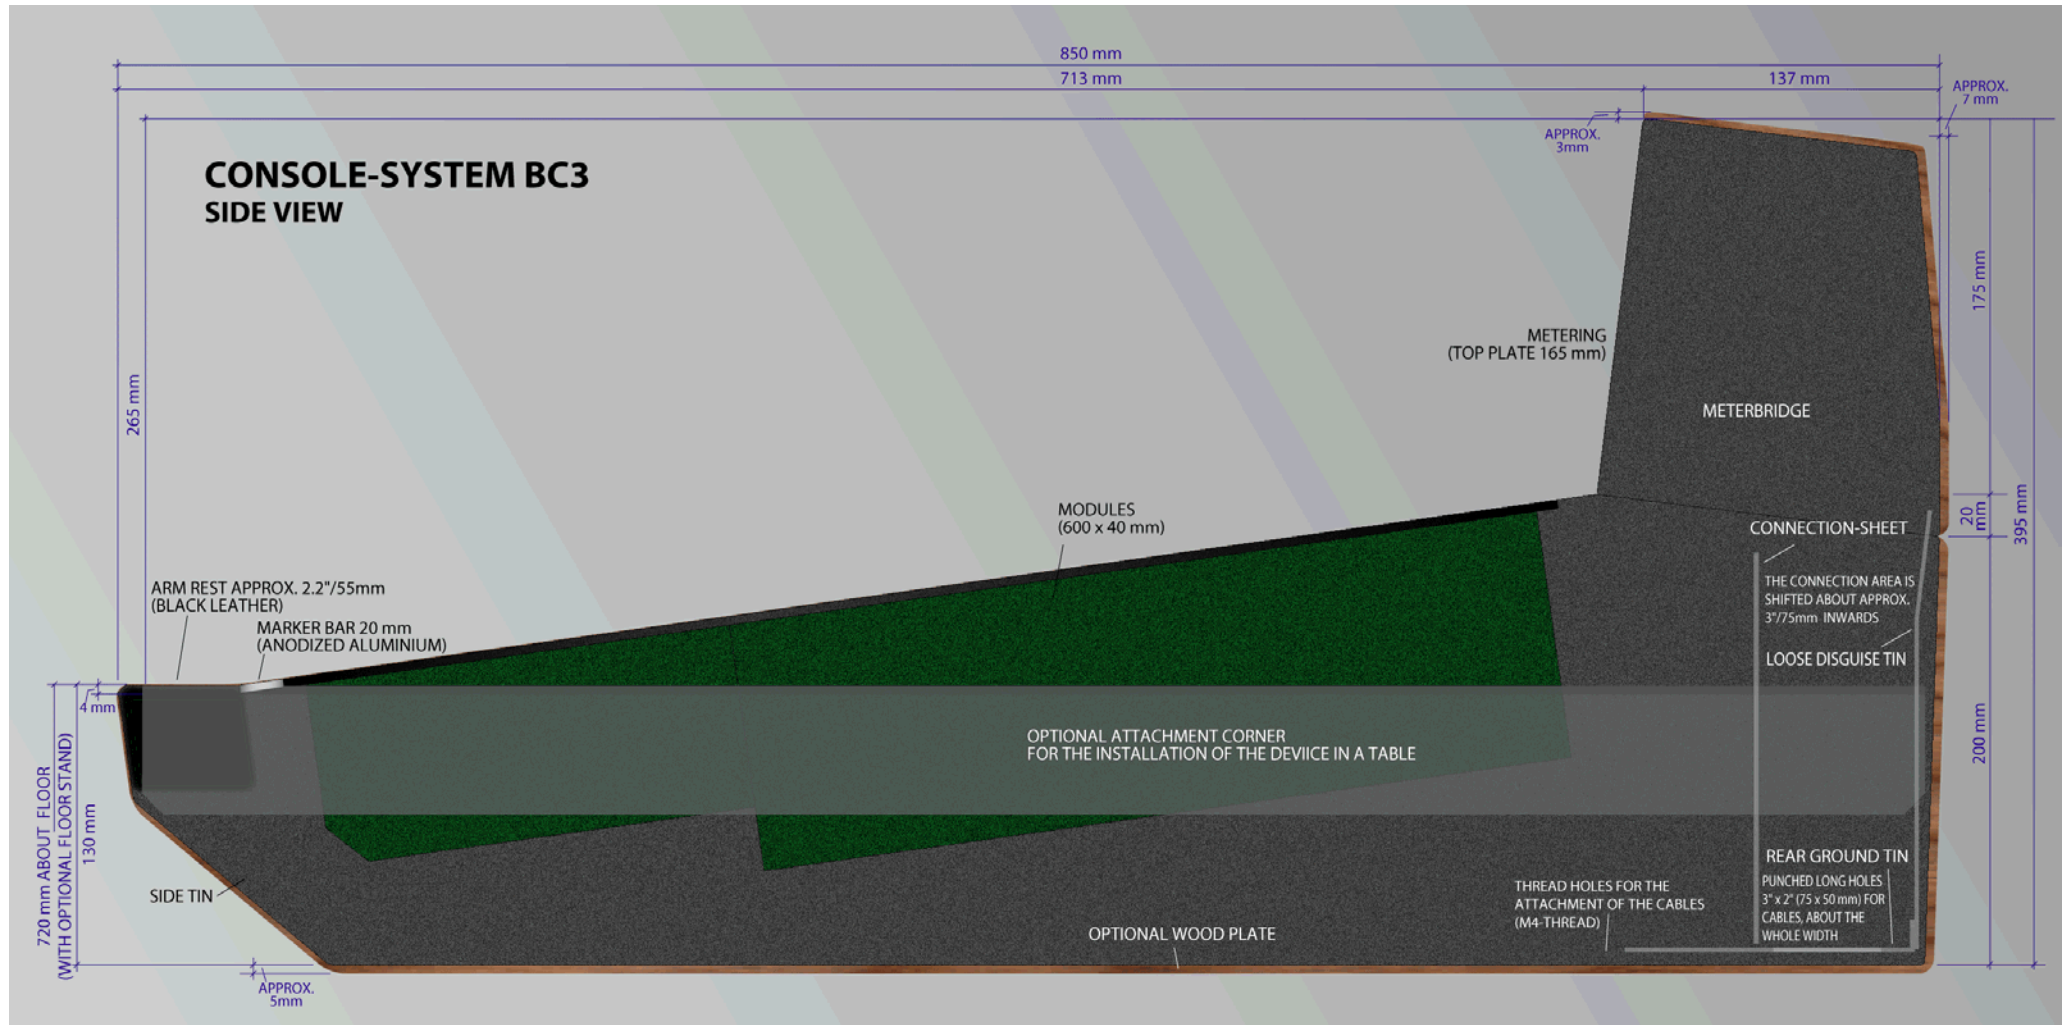 850 mm
713 mm
137 mm
APPROX.
7 mm
APPROX.
3mm
CONSOLE-SYSTEM BC3
SIDE VIEW
175 mm
METERING
(TOP PLATE 165 mm)
265 mm
METERBRIDGE
MODULES
(600 x 40 mm)
20
mm
395 mm
CONNECTION-SHEET
THE CONNECTION AREA IS
SHIFTED ABOUT APPROX.
3"/75mm INWARDS
ARM REST APPROX. 2.2"/55mm
(BLACK LEATHER)
MARKER BAR 20 mm
(ANODIZED ALUMINIUM)
LOOSE DISGUISE TIN
4 mm
OPTIONAL ATTACHMENT CORNER
FOR THE INSTALLATION OF THE DEVIICE IN A TABLE
200 mm
720 mm ABOUT FLOOR
(WITH OPTIONAL FLOOR STAND)
130 mm
REAR GROUND TIN
PUNCHED LONG HOLES
3" x 2" (75 x 50 mm) FOR
CABLES, ABOUT THE
WHOLE WIDTH
SIDE TIN
THREAD HOLES FOR THE
ATTACHMENT OF THE CABLES
(M4-THREAD)
OPTIONAL WOOD PLATE
APPROX.
5mm